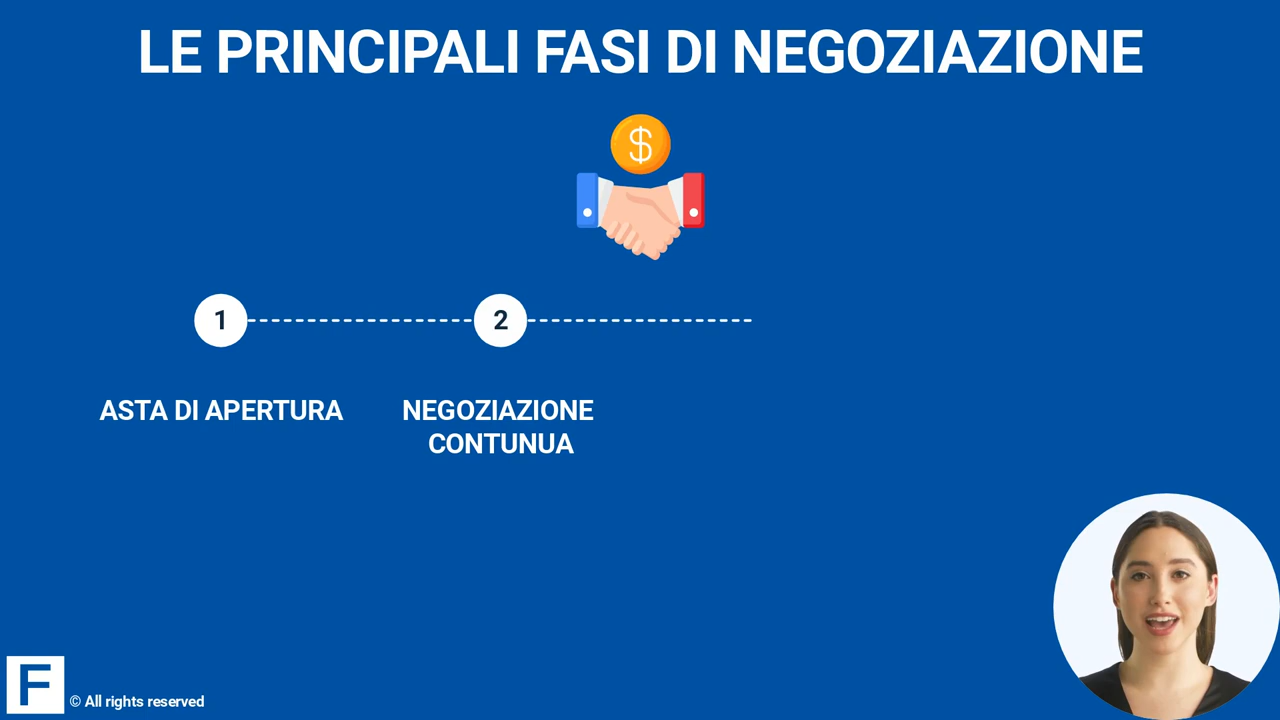 LE PRINCIPALI FASI DI NEGOZIAZIONE
$
1
2
ASTA DI APERTURA
NEGOZIAZIONE
CONTUNUA
F
© All rights reserved